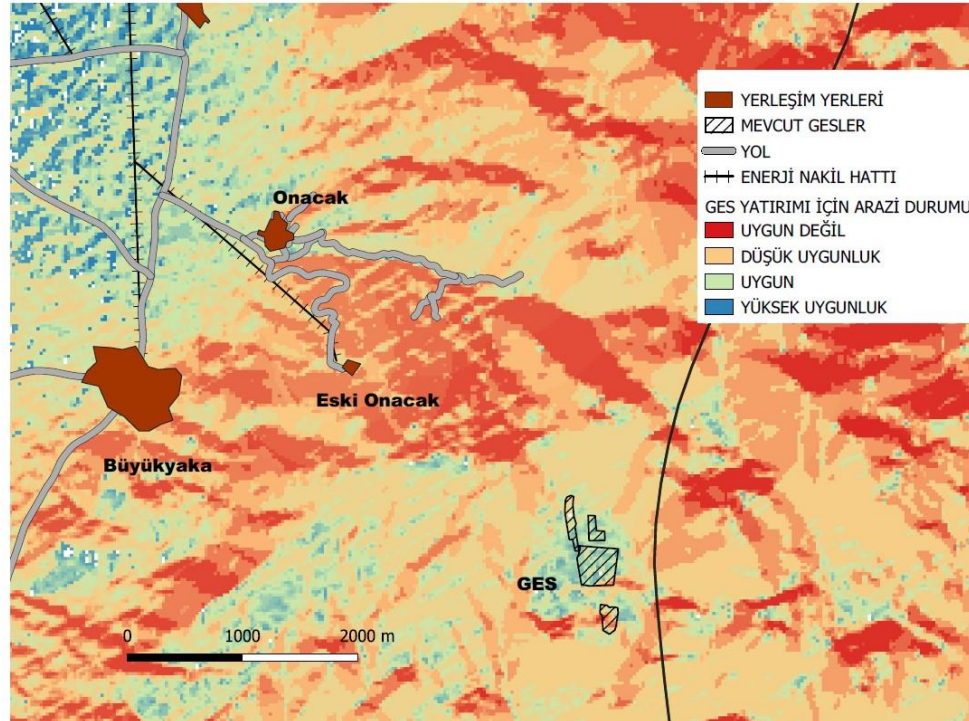 YERLEŞİM YERLERİ
MEVCUT GESLER
YOL
ENERJİ NAKİL HATTI
GES YATIRIMI İÇİN ARAZİ DURUMU
UYGUN DEĞİL
DÜŞÜK UYGUNLUK
UYGUN
YÜKSEK UYGUNLUK
Onacak
Eski Onacak
Büyükyaka
GES
0 1000 2000 m